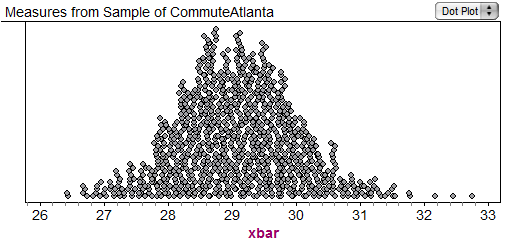 Measures from Sample of CommuteAtlanta
Dot Plot
26 27 28 29 30 31 32 33
xbar